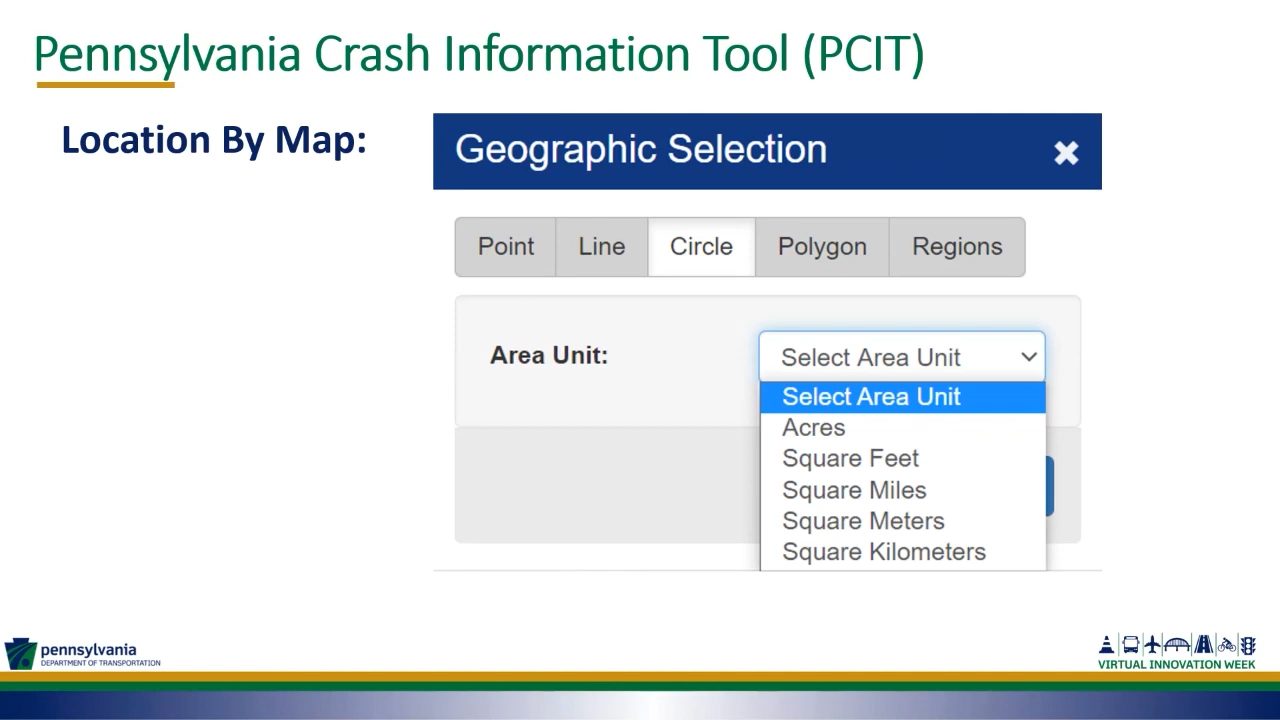 Pennsylvania Crash Information Tool (PCIT)
Location By Map:
Geographic Selection
Point Line Circle Polygon Regions
Area Unit:
Select Area Unit
Select Area Unit
Acres
Square Feet
Square Miles
Square Meters
Square Kilometers
pennsylvania
DEPARTMENT OF TRANSPORTATION
VIRTUAL INNOVATION WEEK